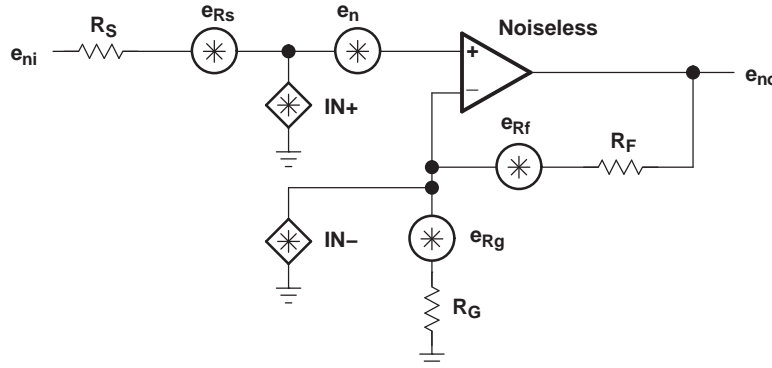 eni
RS
eRs
en
Noiseless
+
−
eno
IN+
eRf
RF
IN−
eRg
RG